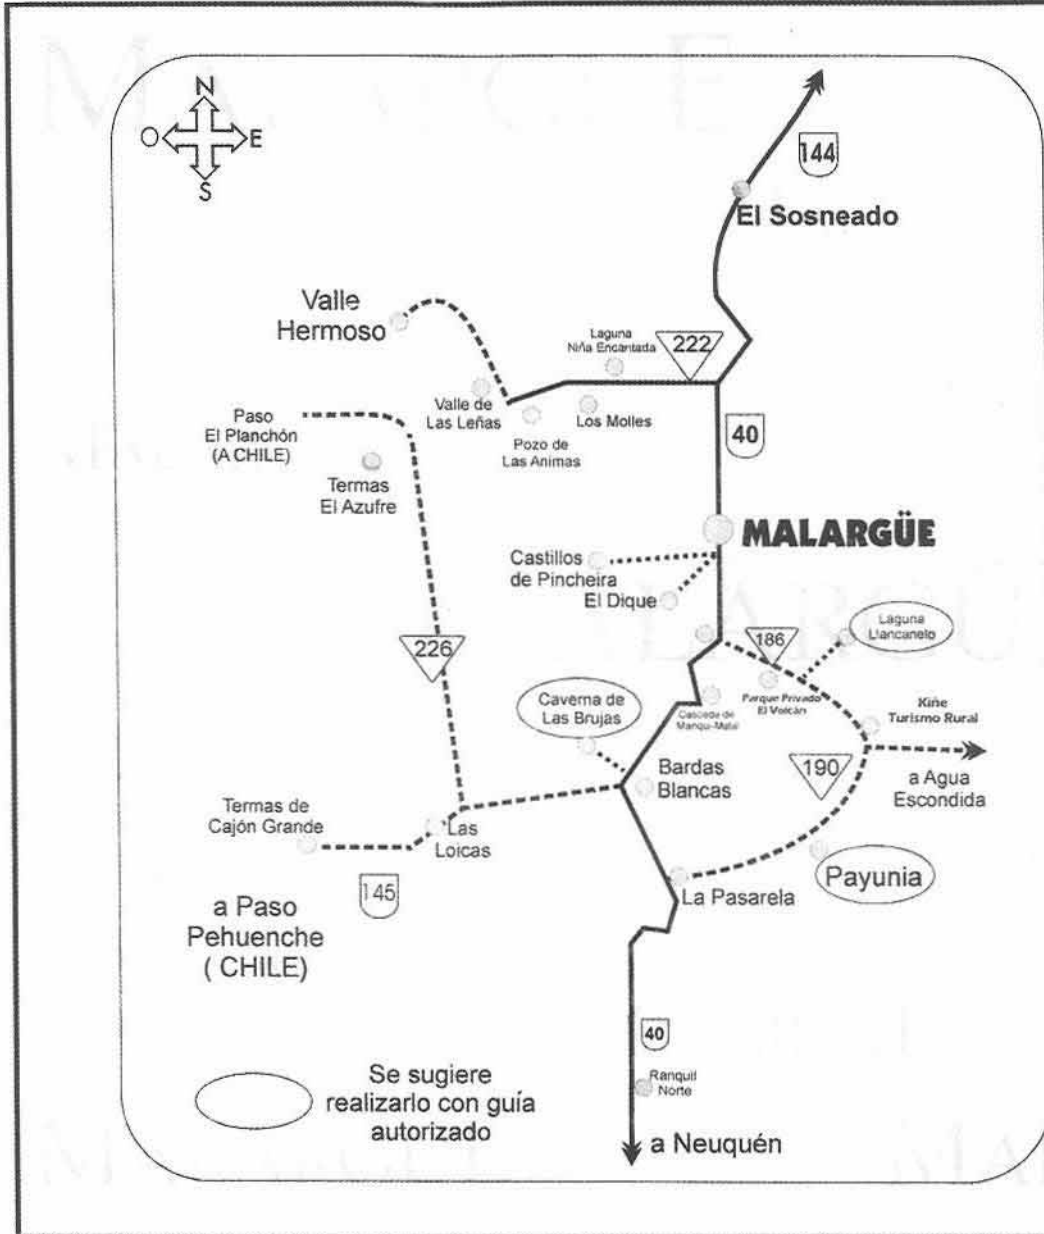 N
O
E
S
144
El Sosneado
Valle
Hermoso
Laguna
Niña Encantada
222
Valle de
Las Leñas
Los Molles
Pozo de
Las Animas
40
Paso
El Planchón
(A CHILE)
Termas
El Azufre
MALARGÜE
Castillos
de Pincheira
El Dique
226
186
Laguna
Llancanelo
Caverna de
Las Brujas
Cascada de
Manqui-Malal
Parque Privado
El Volcán
Kiñe
Turismo Rural
190
a Agua
Escondida
Bardas
Blancas
Termas de
Cajón Grande
Las
Loicas
145
La Pasarela
Payunia
a Paso
Pehuenche
( CHILE)
40
Ranquil
Norte
Se sugiere
realizarlo con guía
autorizado
a Neuquén